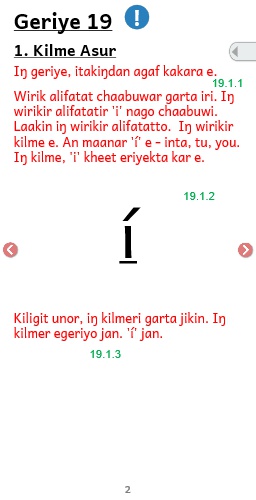 Geriye 19 !
1. Kilme Asur
Iŋ geriye, itakiŋdan agaf kakara e.
19.1.1
Wirik alifatat chaabuwar garta iri. Iŋ
wirikir alifatatir 'i' nago chaabuwi.
Laakin iŋ wirikir alifatatto. Iŋ wirikir
kilme e. An maanar 'í' e - inta, tu, you.
Iŋ kilme, 'i' kheet eriyekta kar e.
19.1.2
í
Kiligit unor, iŋ kilmeri garta jikin. Iŋ
kilmer egeriyo jan. 'í' jan.
19.1.3
2